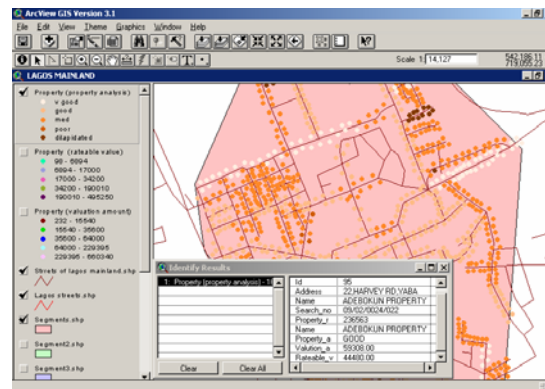 ArcView GIS Version 3.1
File Edit View Theme Graphics Window Help
Scale 1: 14,127
542,186.11
719,055.23
LAGOS MAINLAND
Property (property analysis)
v good
good
med
poor
dilapidated
Property (rateable value)
98 - 6894
6894 - 17000
17000 - 34200
34200 - 190010
190010 - 495250
Property (valuation amount)
232 - 15540
15540 - 35600
35600 - 64000
64000 - 229395
229395 - 660340
Streets of lagos mainland.shp
Lagos streets.shp
Segments.shp
Segment2.shp
Segment3.shp
Identify Results
1: Property (property analysis) - 
Id 95
Address 22,HARVEY RD,YABA
Name ADEBOKUN PROPERTY
Search_no 09/02/0024/022
Property_r 236563
Name ADEBOKUN PROPERTY
Property_a GOOD
Valution_a 59308.00
Rateable_v 44480.00
Clear Clear All